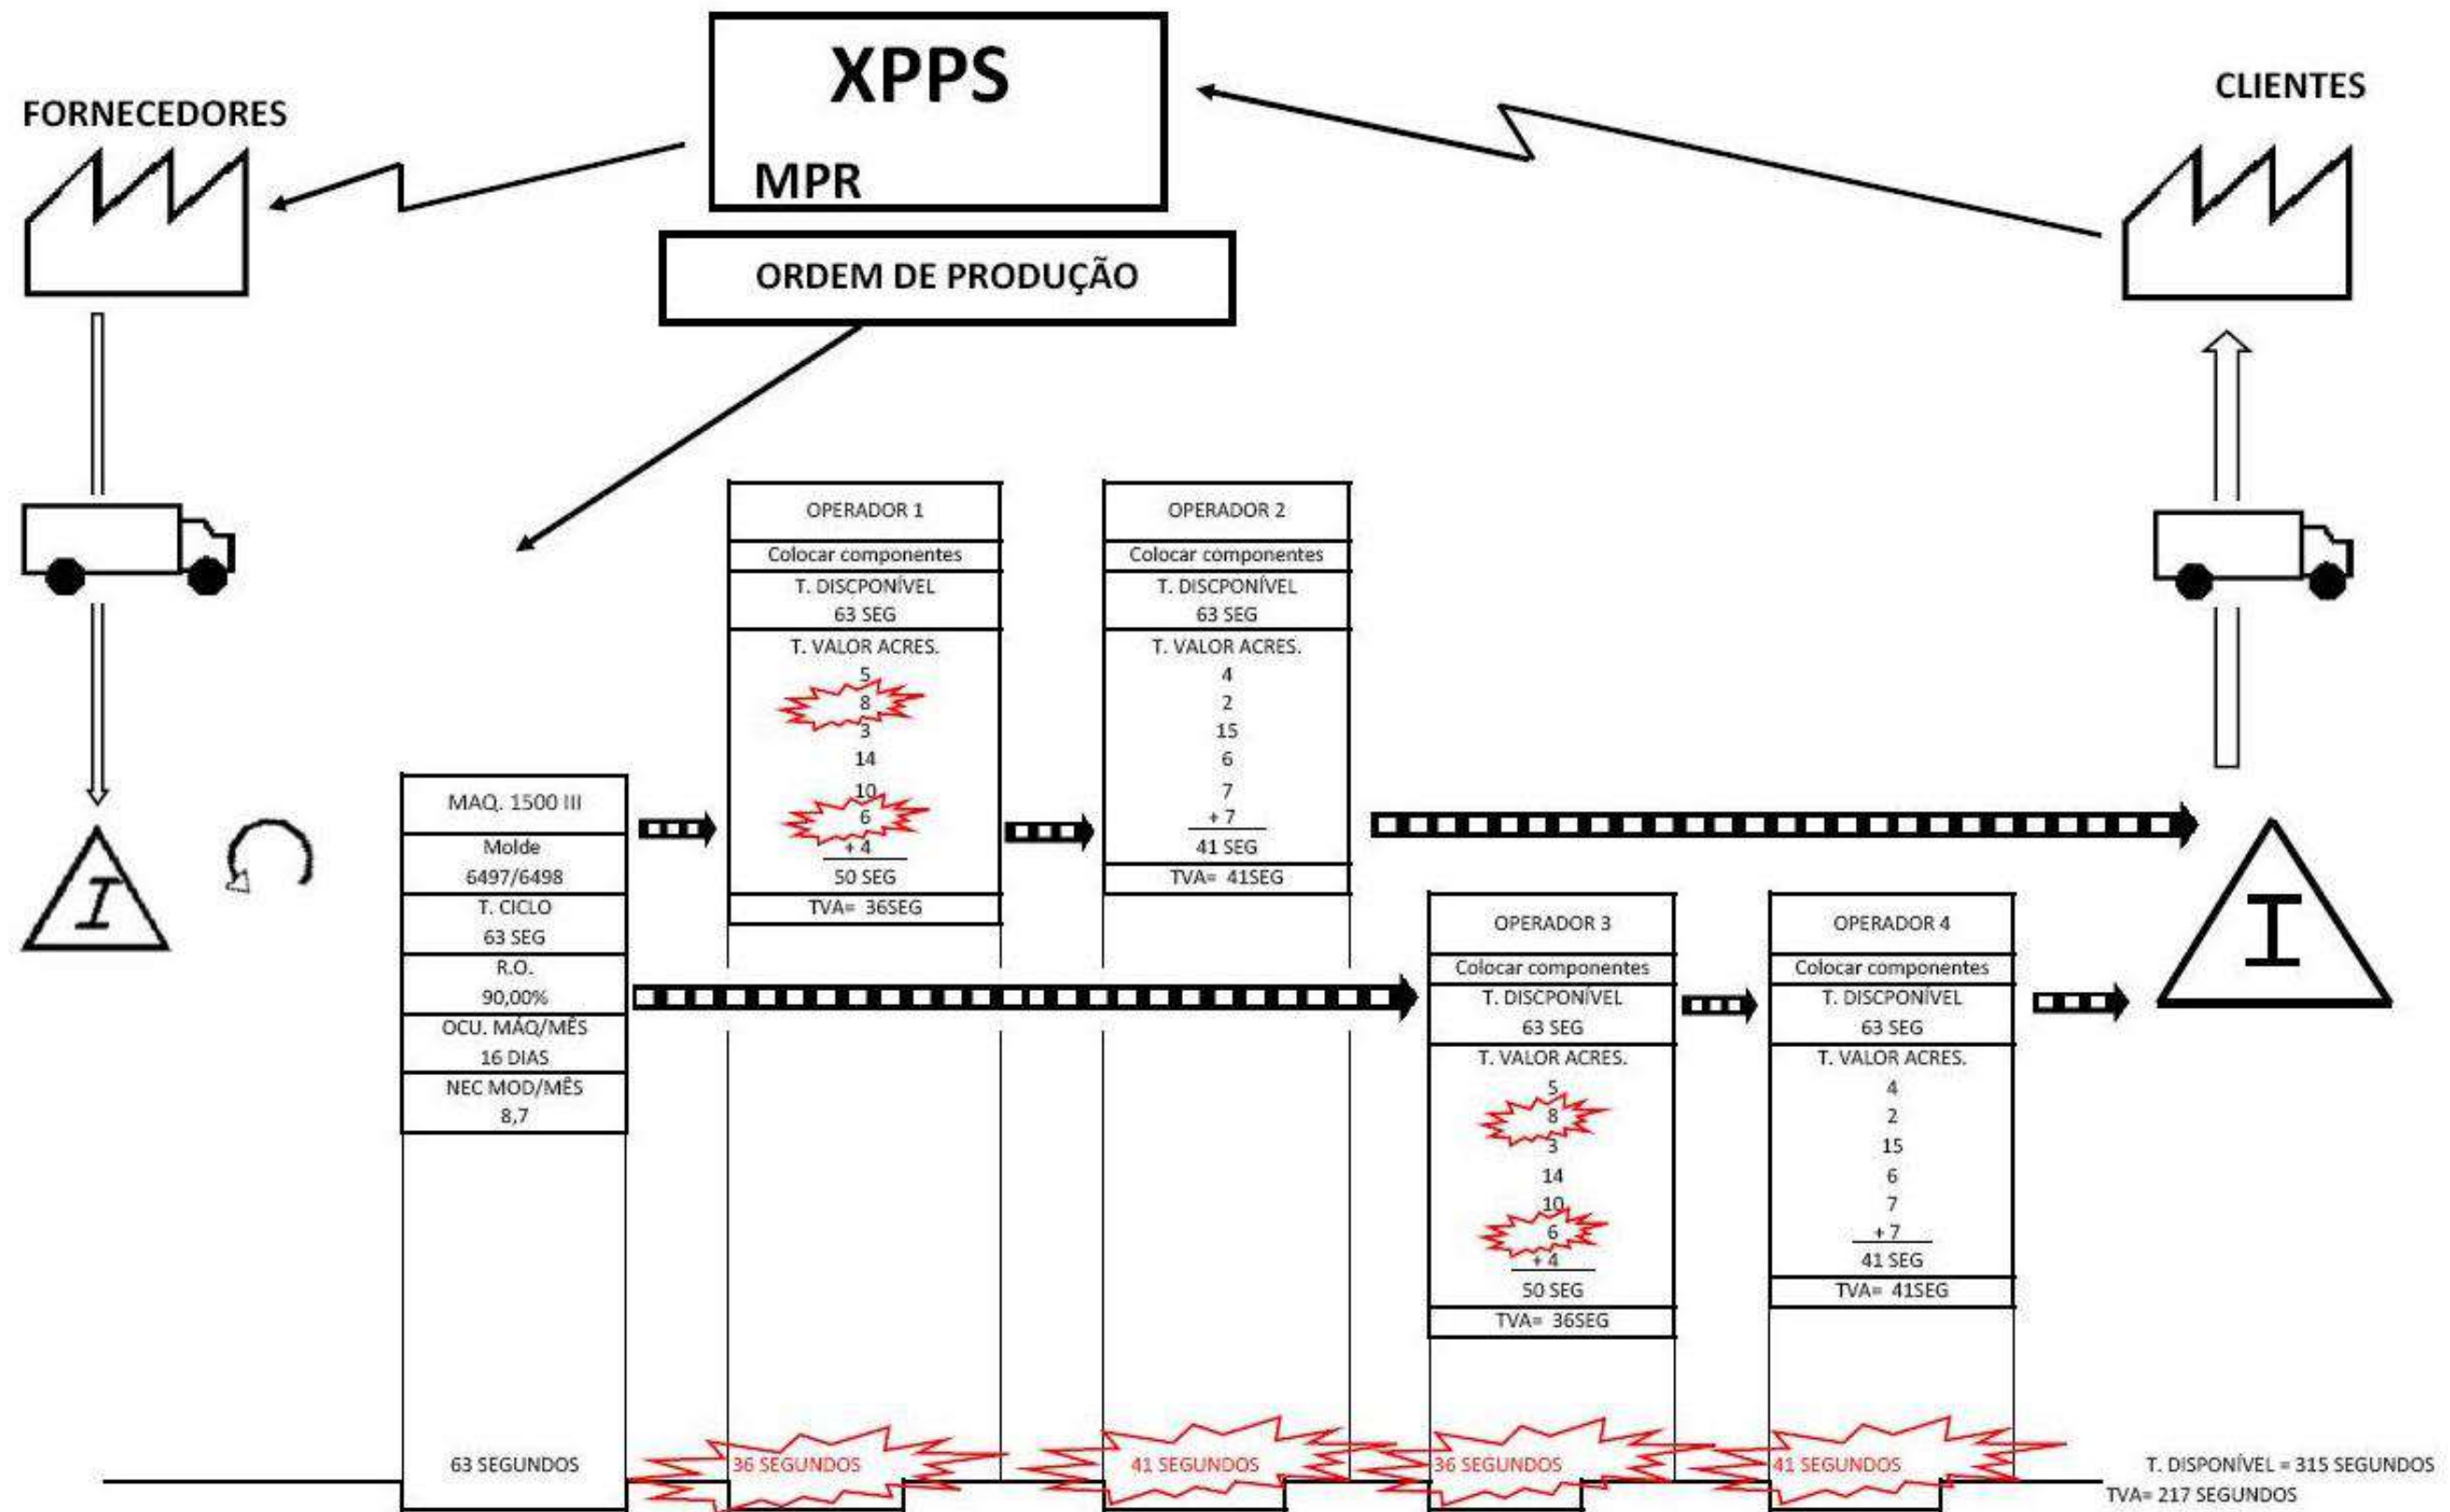 XPPS
MPR
FORNECEDORES
CLIENTES
ORDEM DE PRODUÇÃO
MAQ. 1500 III
Molde
6497/6498
T. CICLO
63 SEG
R.O.
90,00%
OCU. MÁQ/MÊS
16 DIAS
NEC MOD/MÊS
8,7
OPERADOR 1
Colocar componentes
T. DISCPONÍVEL
63 SEG
T. VALOR ACRES.
5
8
3
14
10
6
+ 4
50 SEG
TVA= 36SEG
OPERADOR 2
Colocar componentes
T. DISCPONÍVEL
63 SEG
T. VALOR ACRES.
4
2
15
6
7
+ 7
41 SEG
TVA= 41SEG
OPERADOR 3
Colocar componentes
T. DISCPONÍVEL
63 SEG
T. VALOR ACRES.
5
8
3
14
10
6
+ 4
50 SEG
TVA= 36SEG
OPERADOR 4
Colocar componentes
T. DISCPONÍVEL
63 SEG
T. VALOR ACRES.
4
2
15
6
7
+ 7
41 SEG
TVA= 41SEG
I
I
63 SEGUNDOS
36 SEGUNDOS
41 SEGUNDOS
36 SEGUNDOS
41 SEGUNDOS
T. DISPONÍVEL = 315 SEGUNDOS
TVA= 217 SEGUNDOS